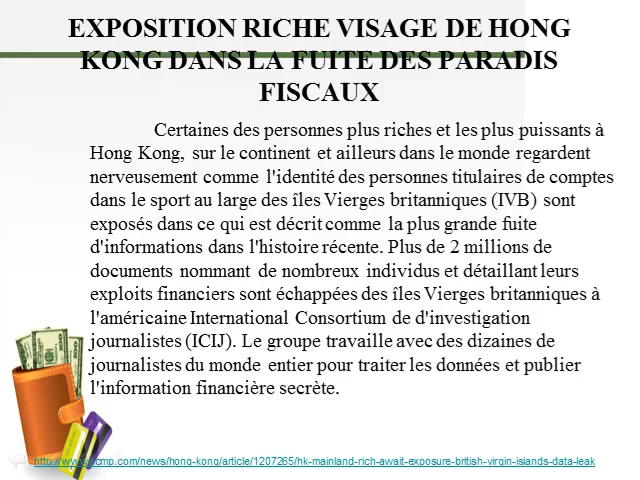 EXPOSITION RICHE VISAGE DE HONG
KONG DANS LA FUITE DES PARADIS
FISCAUX
Certaines des personnes plus riches et les plus puissants à
Hong Kong, sur le continent et ailleurs dans le monde regardent
nerveusement comme l'identité des personnes titulaires de comptes
dans le sport au large des îles Vierges britanniques (IVB) sont
exposés dans ce qui est décrit comme la plus grande fuite
d'informations dans l'histoire récente. Plus de 2 millions de
documents nommant de nombreux individus et détaillant leurs
exploits financiers sont échappées des îles Vierges britanniques à
l'américaine International Consortium de d'investigation
journalistes (ICIJ). Le groupe travaille avec des dizaines de
journalistes du monde entier pour traiter les données et publier
l'information financière secrète.
http://www.scmp.com/news/hong-kong/article/1207265/hk-mainland-rich-await-exposure-british-virgin-islands-data-leak